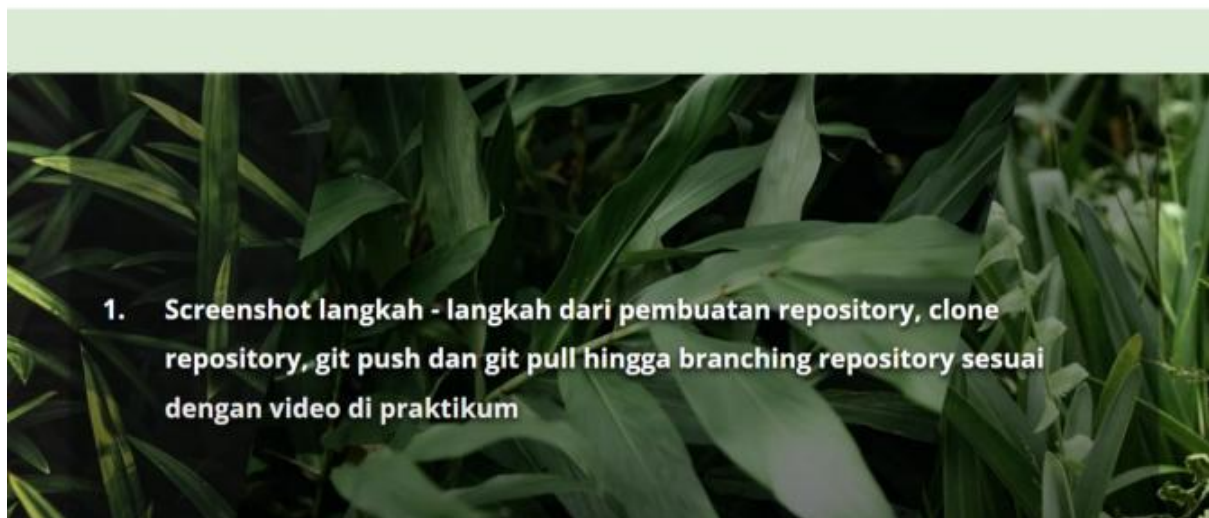 1. Screenshot langkah - langkah dari pembuatan repository, clone
repository, git push dan git pull hingga branching repository sesuai
dengan video di praktikum